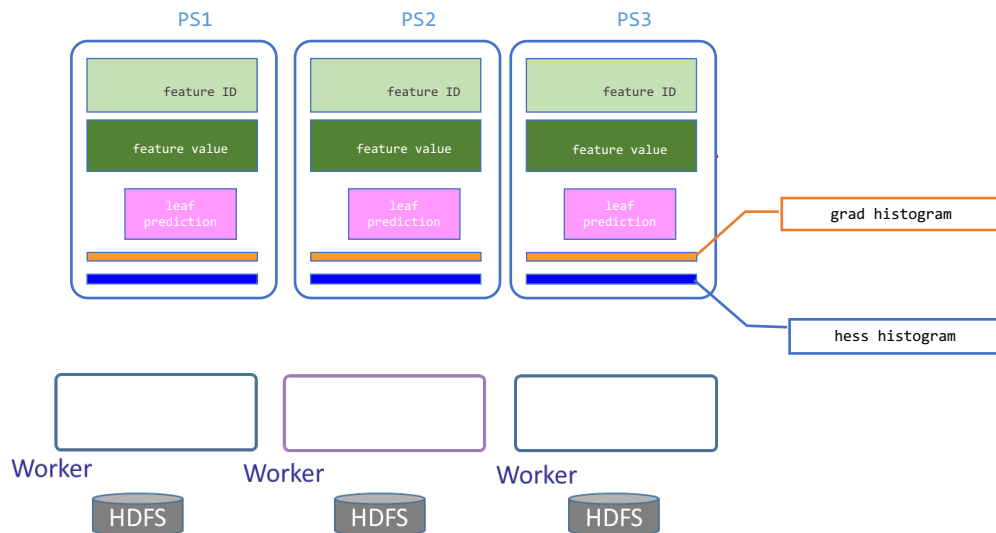 PS1
PS2
PS3
feature ID
feature ID
feature ID
feature value
feature value
feature value
leaf
prediction
leaf
prediction
leaf
prediction
grad histogram
hess histogram
Worker
Worker
Worker
HDFS
HDFS
HDFS